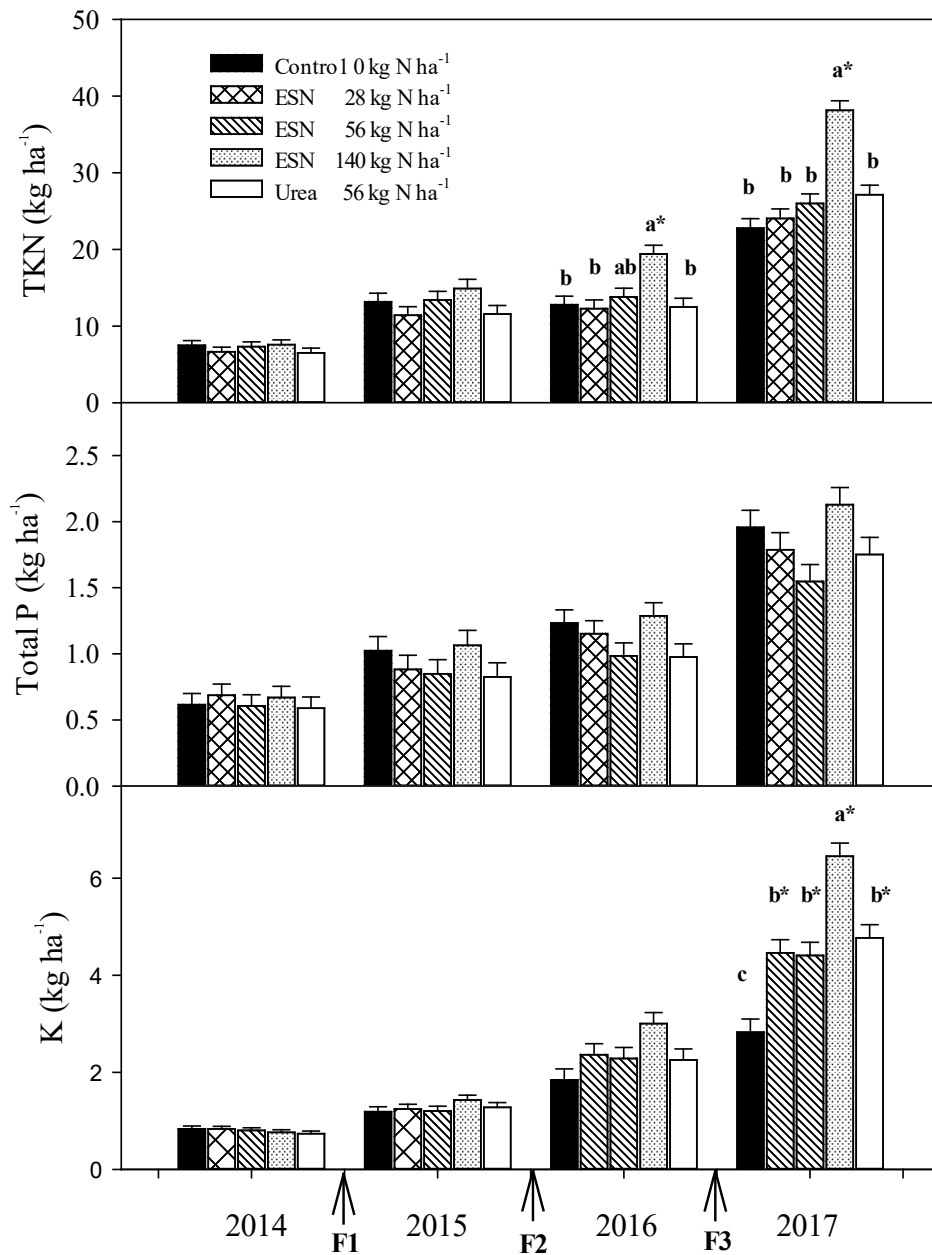 TKN (kg ha-1)
50
40
30
20
10
0
Control 0 kg N ha-1
ESN 28 kg N ha-1
ESN 56 kg N ha-1
ESN 140 kg N ha-1
Urea 56 kg N ha-1
b b ab a* b
b b b a* b
Total P (kg ha-1)
2.5
2.0
1.5
1.0
0.5
0.0
K (kg ha-1)
6
4
2
0
c b* b* a* b*
2014 2015 2016 2017
F1 F2 F3